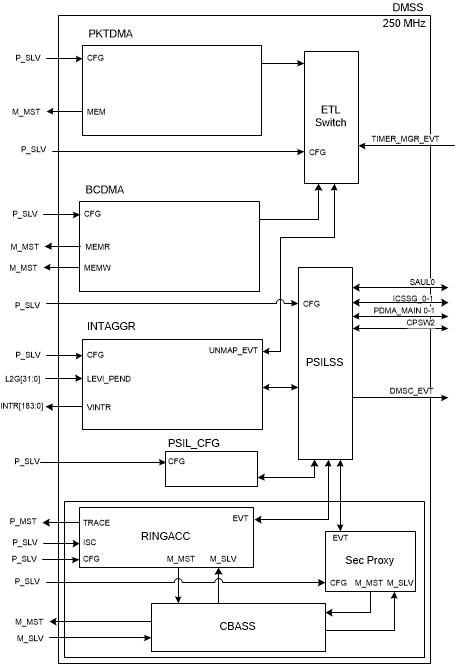 DMSS
250 MHz
PKTDMA
P_SLV
CFG
M_MST
MEM
ETL
Switch
P_SLV
CFG
TIMER_MGR_EVT
BCDMA
P_SLV
CFG
M_MST
MEMR
M_MST
MEMW
P_SLV
CFG
PSILSS
SAUL0
ICSSG_0-1
PDMA_MAIN 0-1
CPSW2
DMSC_EVT
INTAGGR
UNMAP_EVT
P_SLV
CFG
L2G[31:0]
LEVI_PEND
INTR[183:0]
VINTR
PSIL_CFG
P_SLV
CFG
RINGACC
EVT
P_MST
TRACE
P_SLV
ISC
P_SLV
CFG
M_MST
M_SLV
EVT
Sec Proxy
P_SLV
CFG
M_MST
M_SLV
CBASS
M_MST
M_SLV